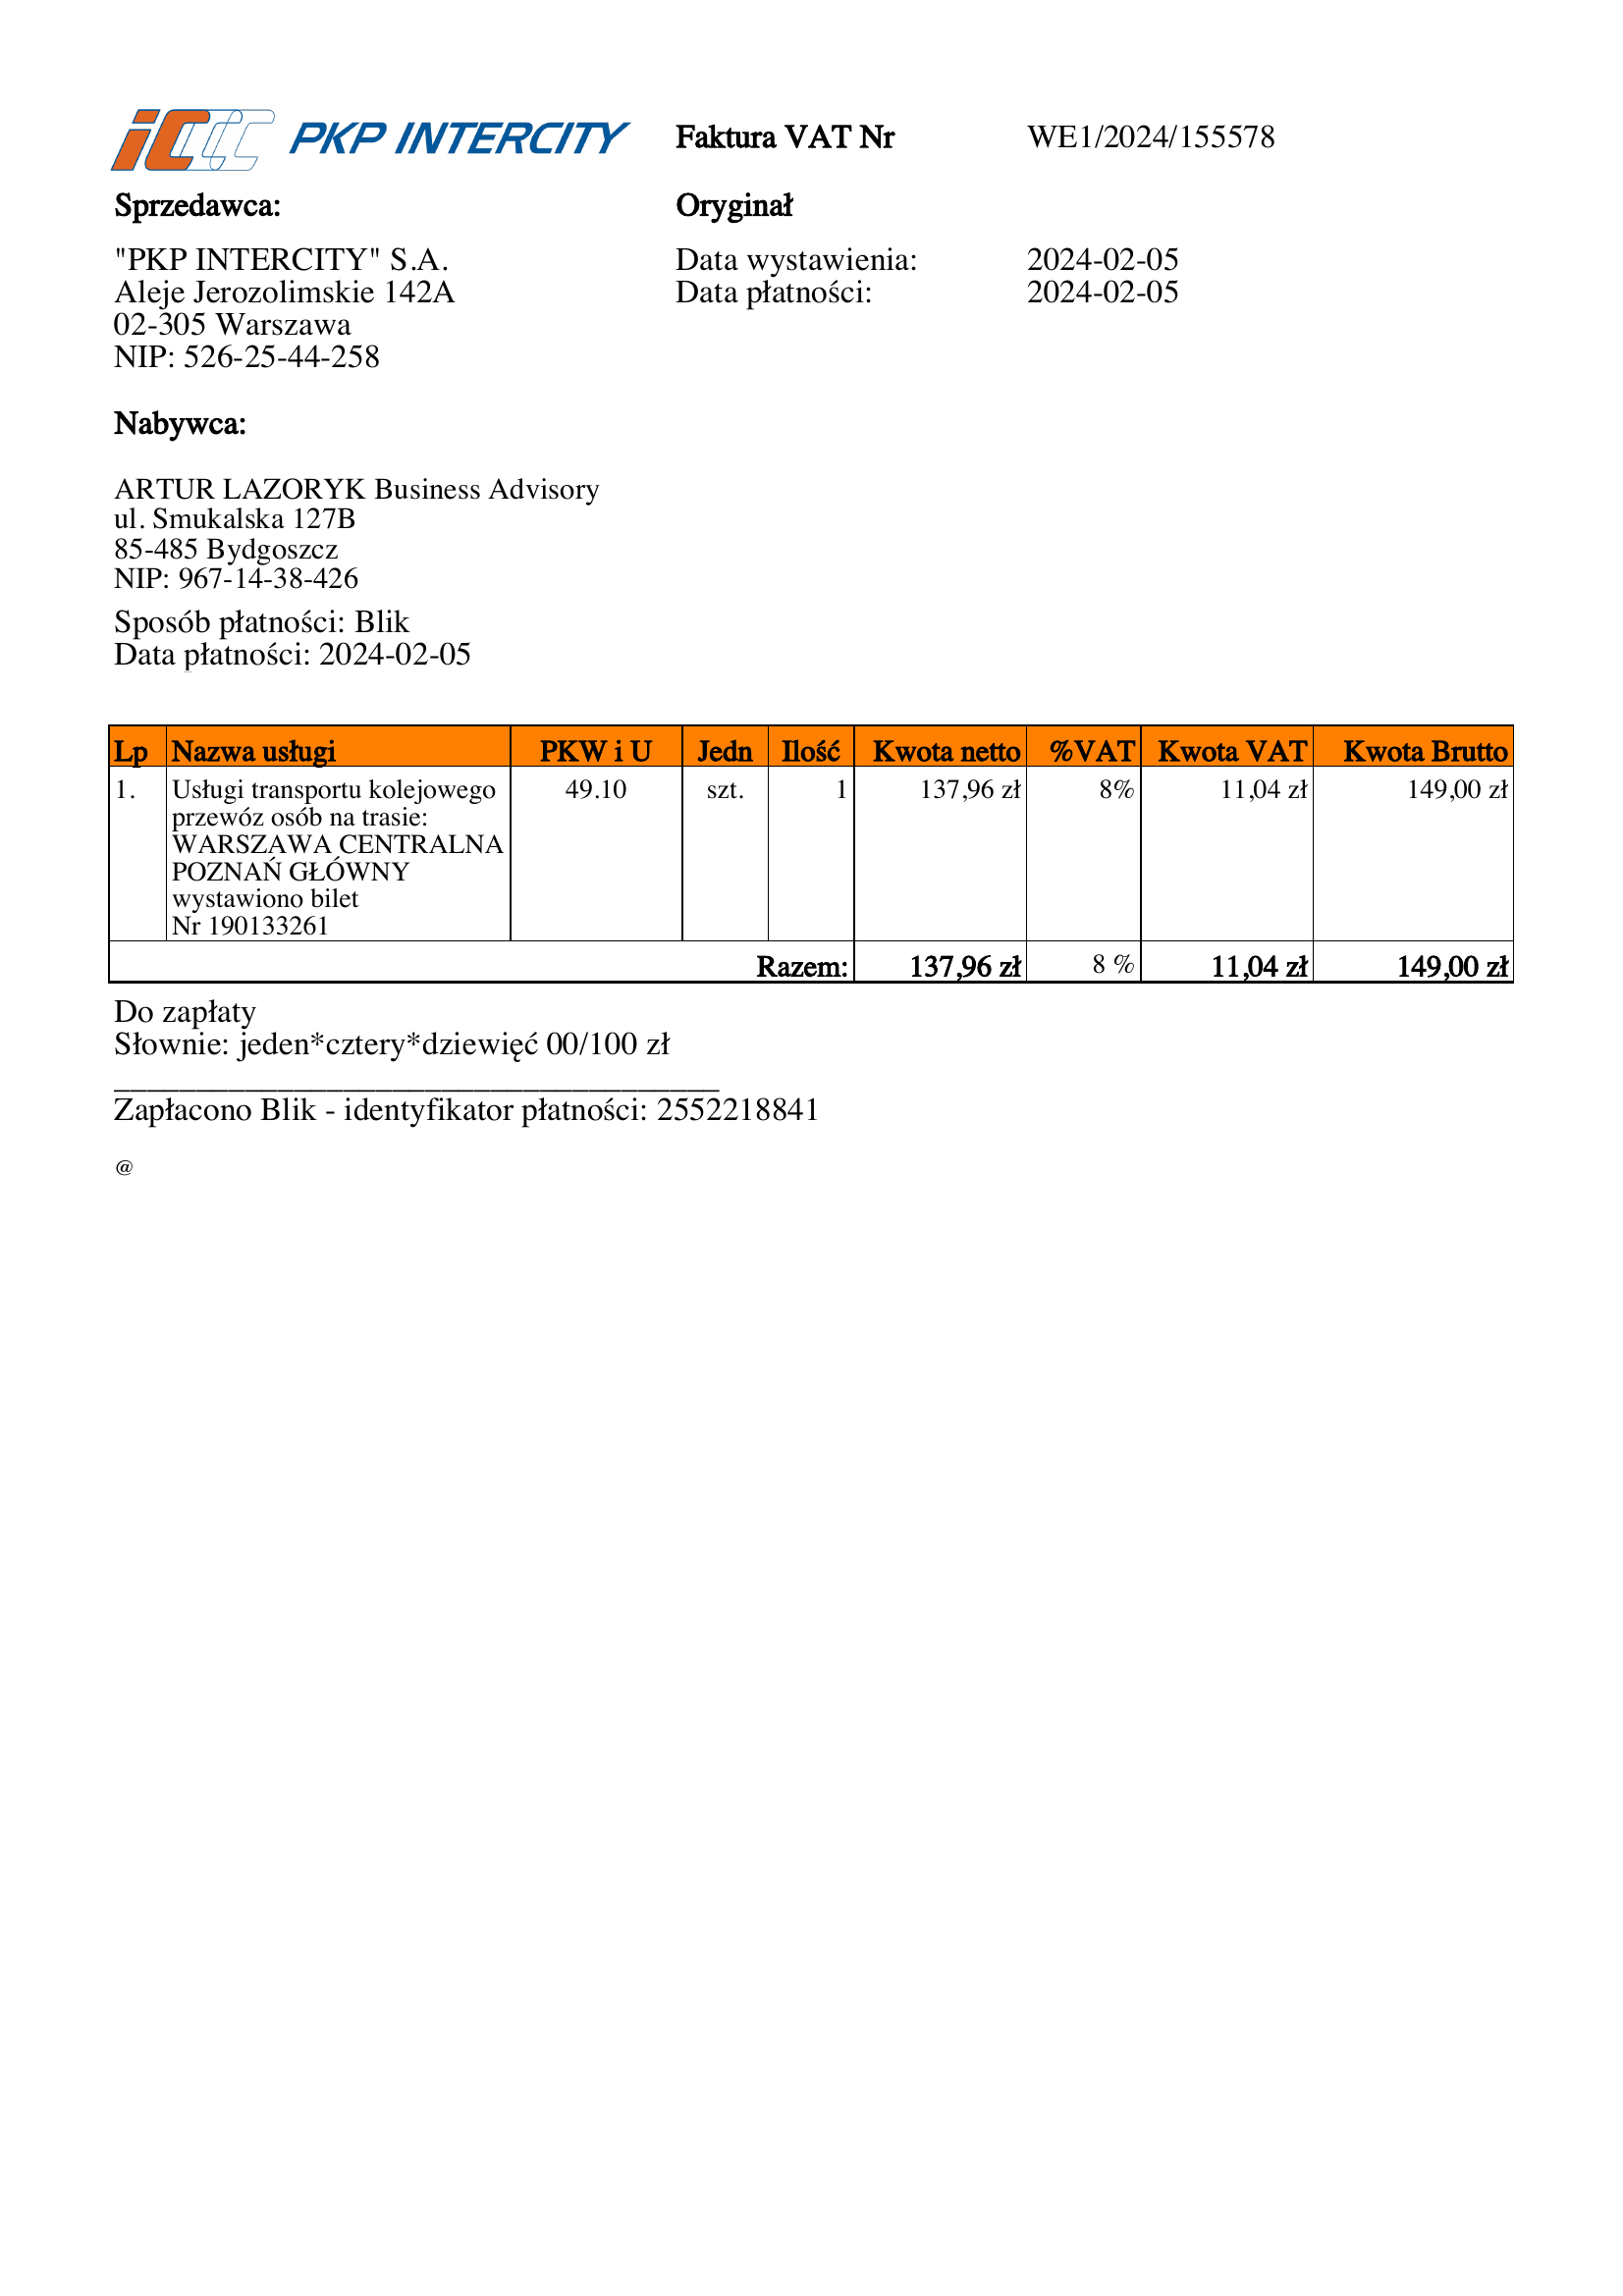 iC PKP INTERCITY
Faktura VAT Nr WE1/2024/155578
Sprzedawca:
Oryginał
"PKP INTERCITY" S.A.
Aleje Jerozolimskie 142A
02-305 Warszawa
NIP: 526-25-44-258
Data wystawienia: 2024-02-05
Data płatności: 2024-02-05
Nabywca:
ARTUR LAZORYK Business Advisory
ul. Smukalska 127B
85-485 Bydgoszcz
NIP: 967-14-38-426
Sposób płatności: Blik
Data płatności: 2024-02-05
Lp Nazwa usługi PKW i U Jedn Ilość Kwota netto %VAT Kwota VAT Kwota Brutto
1. Usługi transportu kolejowego 49.10 szt. 1 137,96 zł 8% 11,04 zł 149,00 zł
przewóz osób na trasie:
WARSZAWA CENTRALNA
POZNAŃ GŁÓWNY
wystawiono bilet
Nr 190133261
Razem: 137,96 zł 8 % 11,04 zł 149,00 zł
Do zapłaty
Słownie: jeden*cztery*dziewięć 00/100 zł
Zapłacono Blik - identyfikator płatności: 2552218841
@